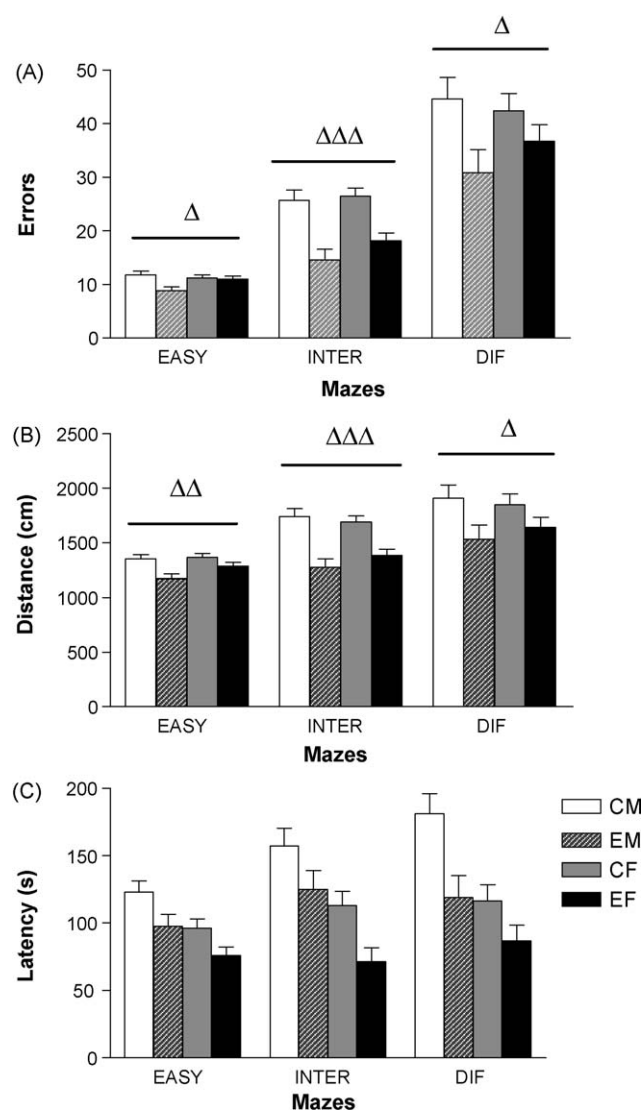 (A)
Errors
50
40
30
20
10
0
Δ
ΔΔΔ
Δ
EASY
INTER
DIF
Mazes
(B)
Distance (cm)
2500
2000
1500
1000
500
0
ΔΔ
ΔΔΔ
Δ
EASY
INTER
DIF
Mazes
(C)
Latency (s)
200
150
100
50
0
EASY
INTER
DIF
Mazes
CM
EM
CF
EF